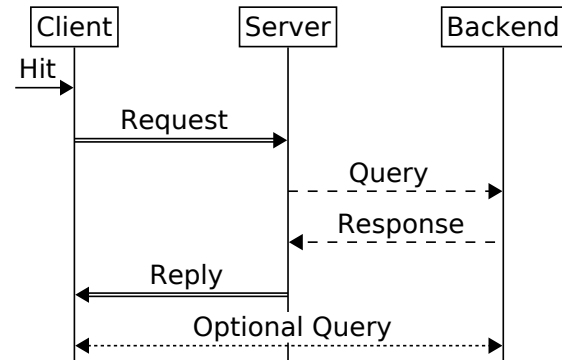 Client Server Backend
Hit
Request
Query
Response
Reply
Optional Query